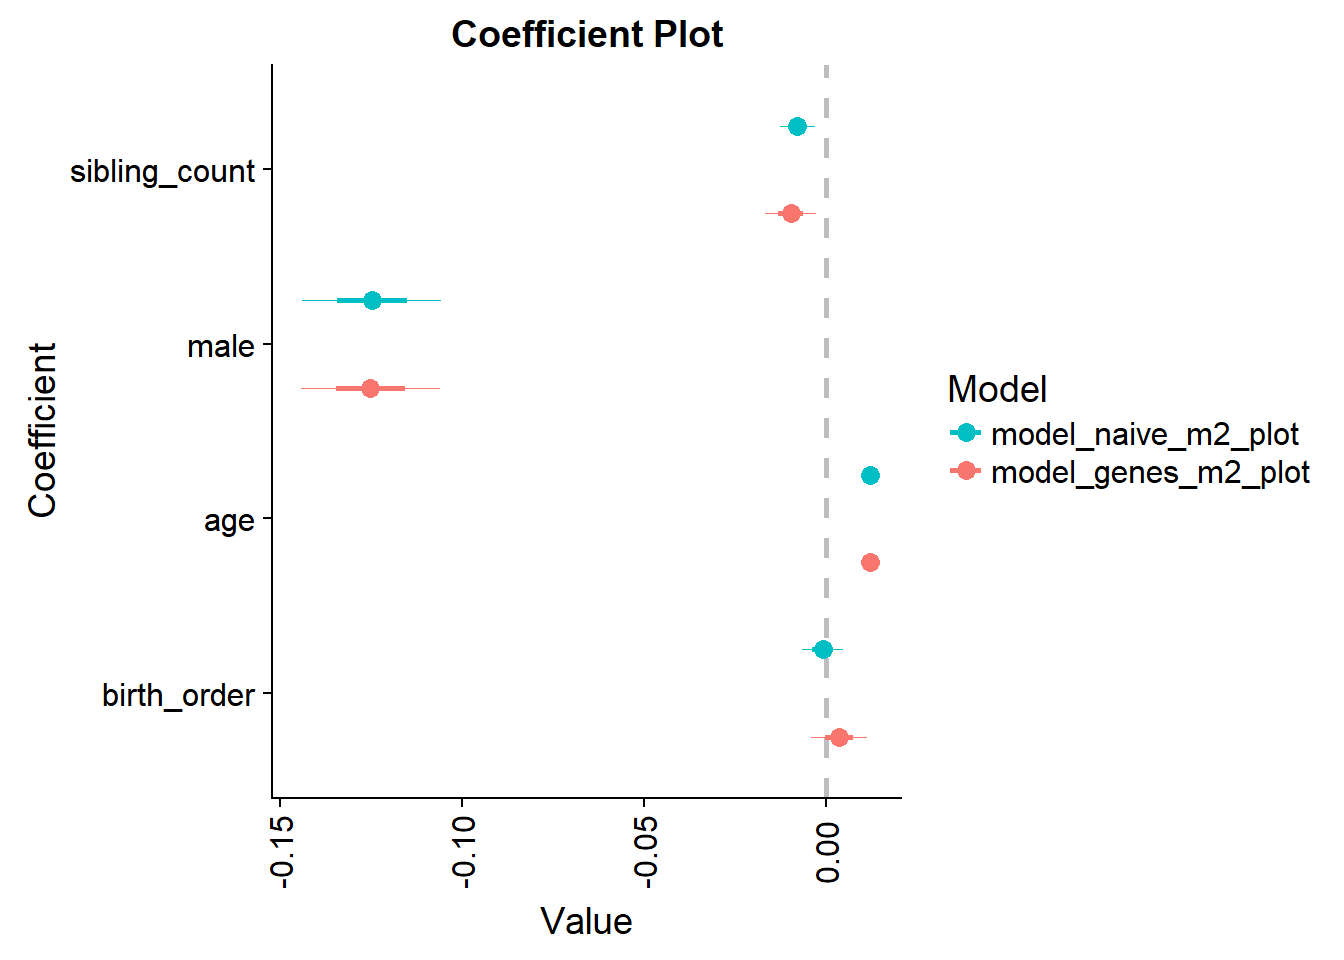 Coefficient Plot
Coefficient
sibling_count
male
age
birth_order
-0.15
-0.10
-0.05
0.00
Value
Model
model_naive_m2_plot
model_genes_m2_plot